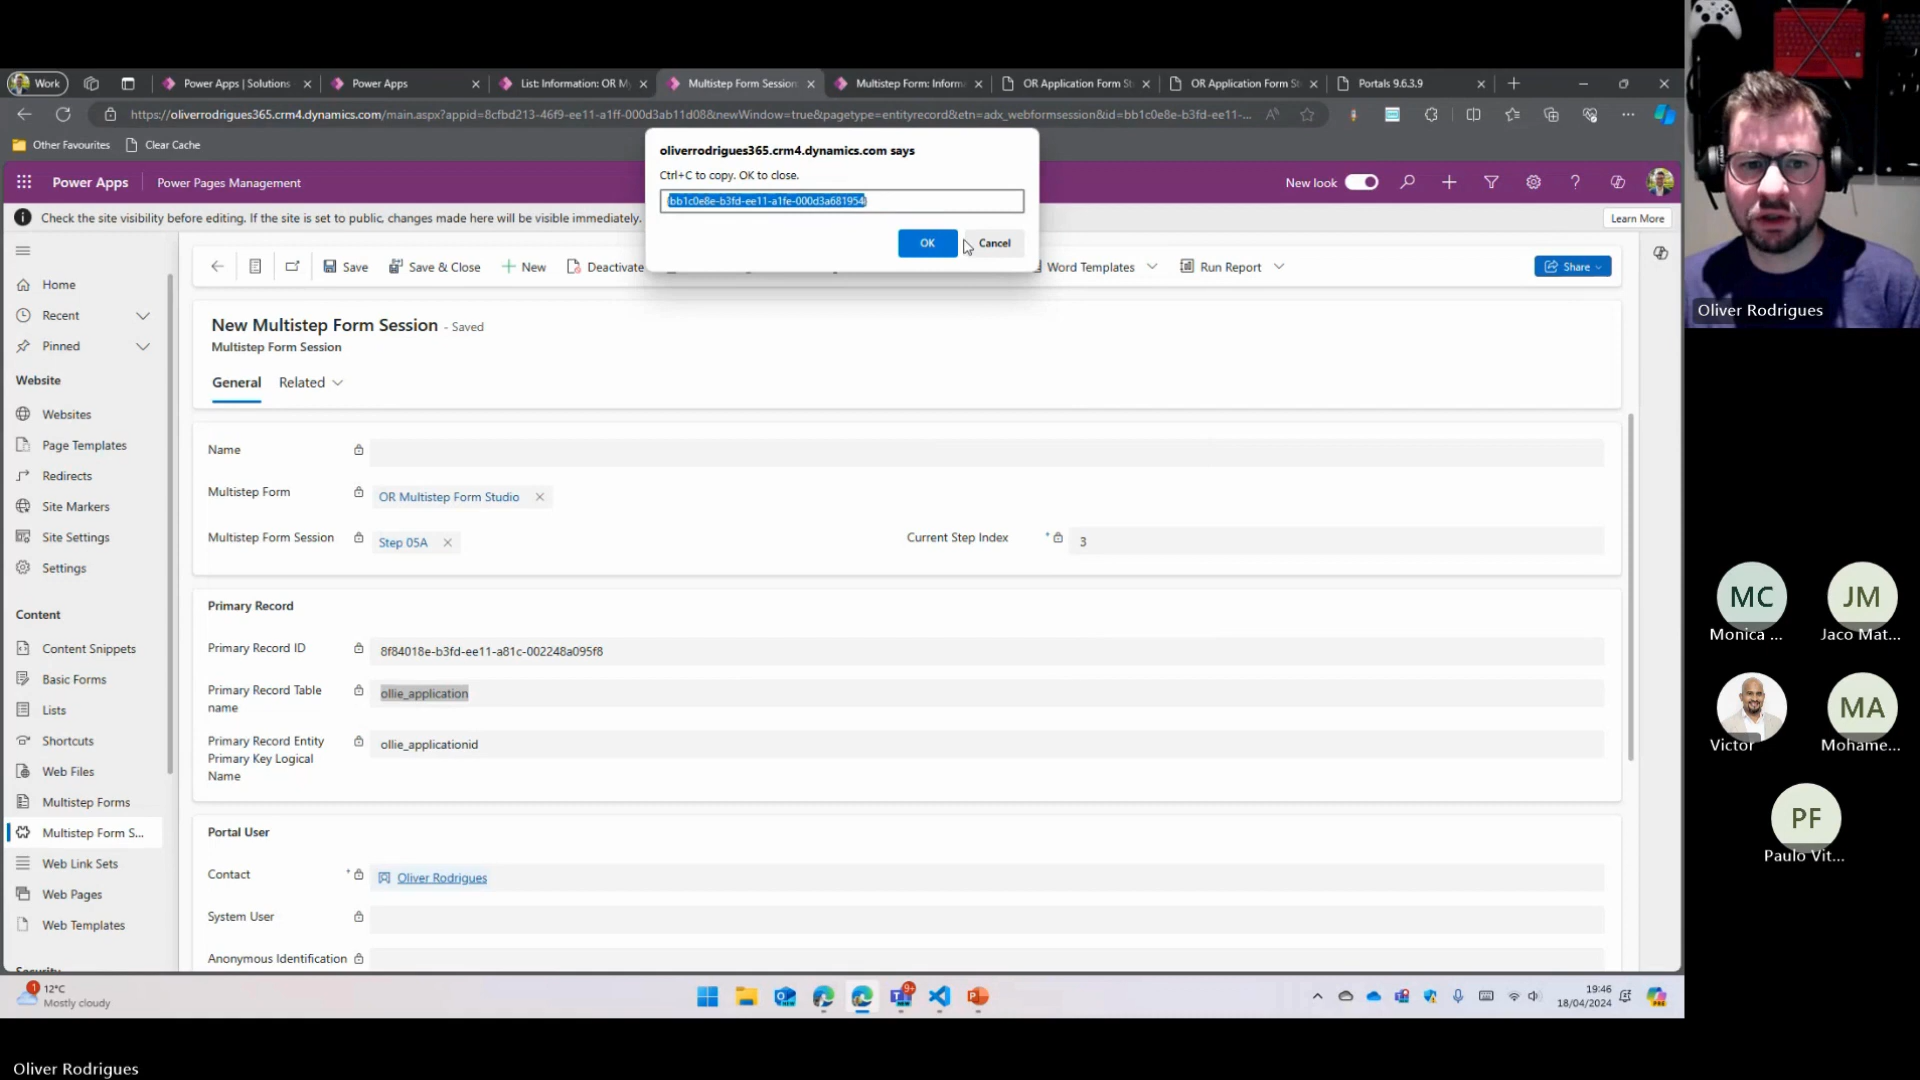 Work
Power Apps | Solutions
Power Apps
List: Information: OR M
Multistep Form Session
Multistep Form: Informa
OR Application Form St
OR Application Form St
Portals 9.6.3.9
https://oliverrodrigues365.crm4.dynamics.com/main.aspx?appid=8cfbd213-46f9-ee11-a1ff-000d3ab11d08&newWindow=true&pagetype=entityrecord&etn=adx_webformsession&id=bb1c0e8e-b3fd-ee11-...
Other Favourites
Clear Cache
oliverrodrigues365.crm4.dynamics.com says
Ctrl+C to copy. OK to close.
bb1c0e8e-b3fd-ee11-a1fe-000d3a681954
OK
Cancel
Power Apps
Power Pages Management
New look
Check the site visibility before editing. If the site is set to public, changes made here will be visible immediately.
Learn More
Save
Save & Close
New
Deactivate
Word Templates
Run Report
Share
New Multistep Form Session - Saved
Multistep Form Session
General
Related
Home
Recent
Pinned
Website
Websites
Page Templates
Redirects
Site Markers
Site Settings
Settings
Content
Content Snippets
Basic Forms
Lists
Shortcuts
Web Files
Multistep Forms
Multistep Form S...
Web Link Sets
Web Pages
Web Templates
Security
Name
Multistep Form
OR Multistep Form Studio
Multistep Form Session
Step 05A
Current Step Index
*
3
Primary Record
Primary Record ID
8f84018e-b3fd-ee11-a81c-002248a095f8
Primary Record Table
name
ollie_application
Primary Record Entity
Primary Key Logical
Name
ollie_applicationid
Portal User
Contact
*
Oliver Rodrigues
System User
Anonymous Identification
1
12°C
Mostly cloudy
9+
19:46
18/04/2024
Oliver Rodrigues
MC
Monica ...
JM
Jaco Mat...
Victor
MA
Mohame...
PF
Paulo Vit...
Oliver Rodrigues